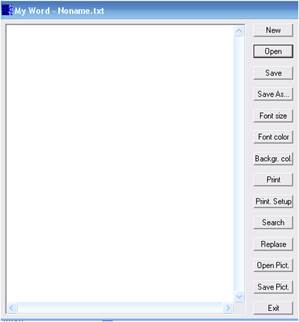 My Word - Noname.txt
New
Open
Save
Save As...
Font size
Font color
Backgr. col.
Print
Print. Setup
Search
Replase
Open Pict.
Save Pict.
Exit